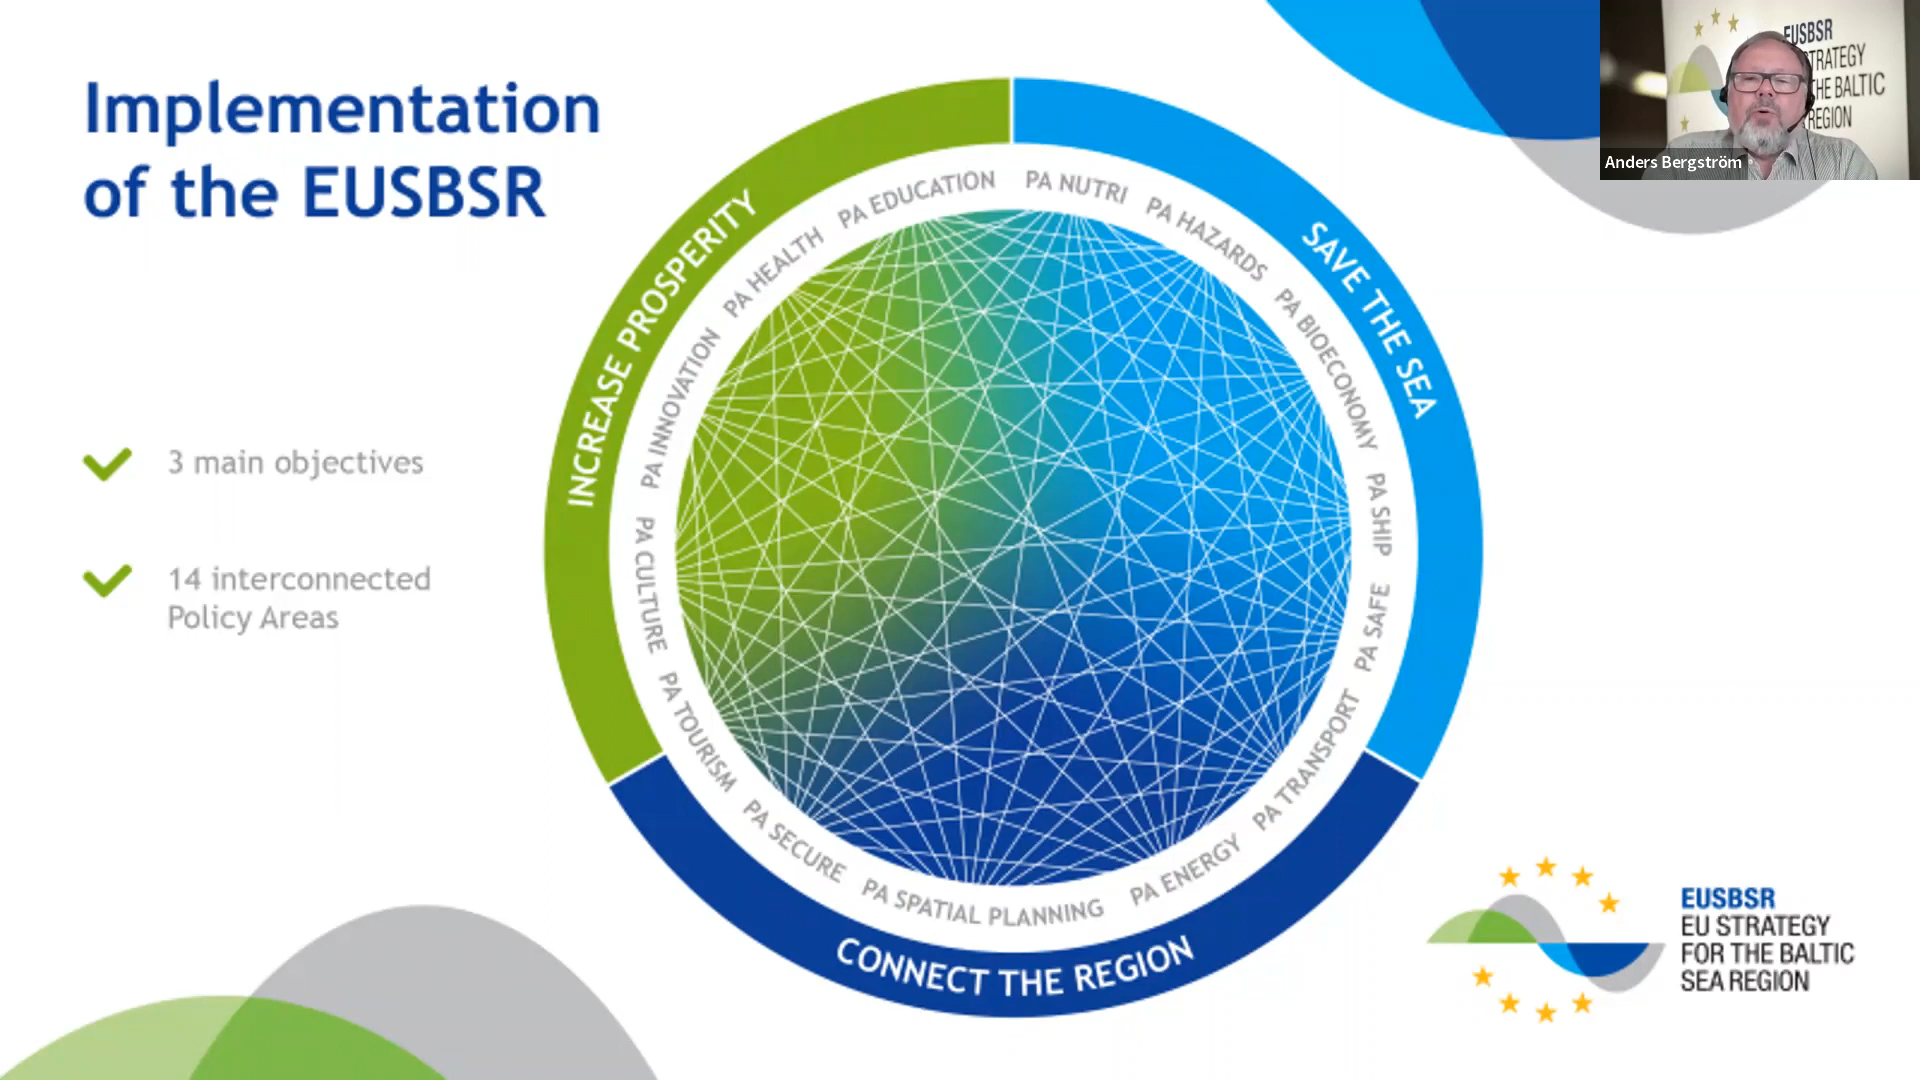 Implementation
of the EUSBSR
3 main objectives
14 interconnected
Policy Areas
INCREASE PROSPERITY
SAVE THE SEA
CONNECT THE REGION
PA NUTRI
PA HAZARDS
PA BIOECONOMY
PA SHIP
PA SAFE
PA TRANSPORT
PA ENERGY
PA SPATIAL PLANNING
PA SECURE
PA TOURISM
PA CULTURE
PA INNOVATION
PA HEALTH
PA EDUCATION
EUSBSR
TRATEGY
THE BALTIC
REGION
Anders Bergström
EUSBSR
EU STRATEGY
FOR THE BALTIC
SEA REGION